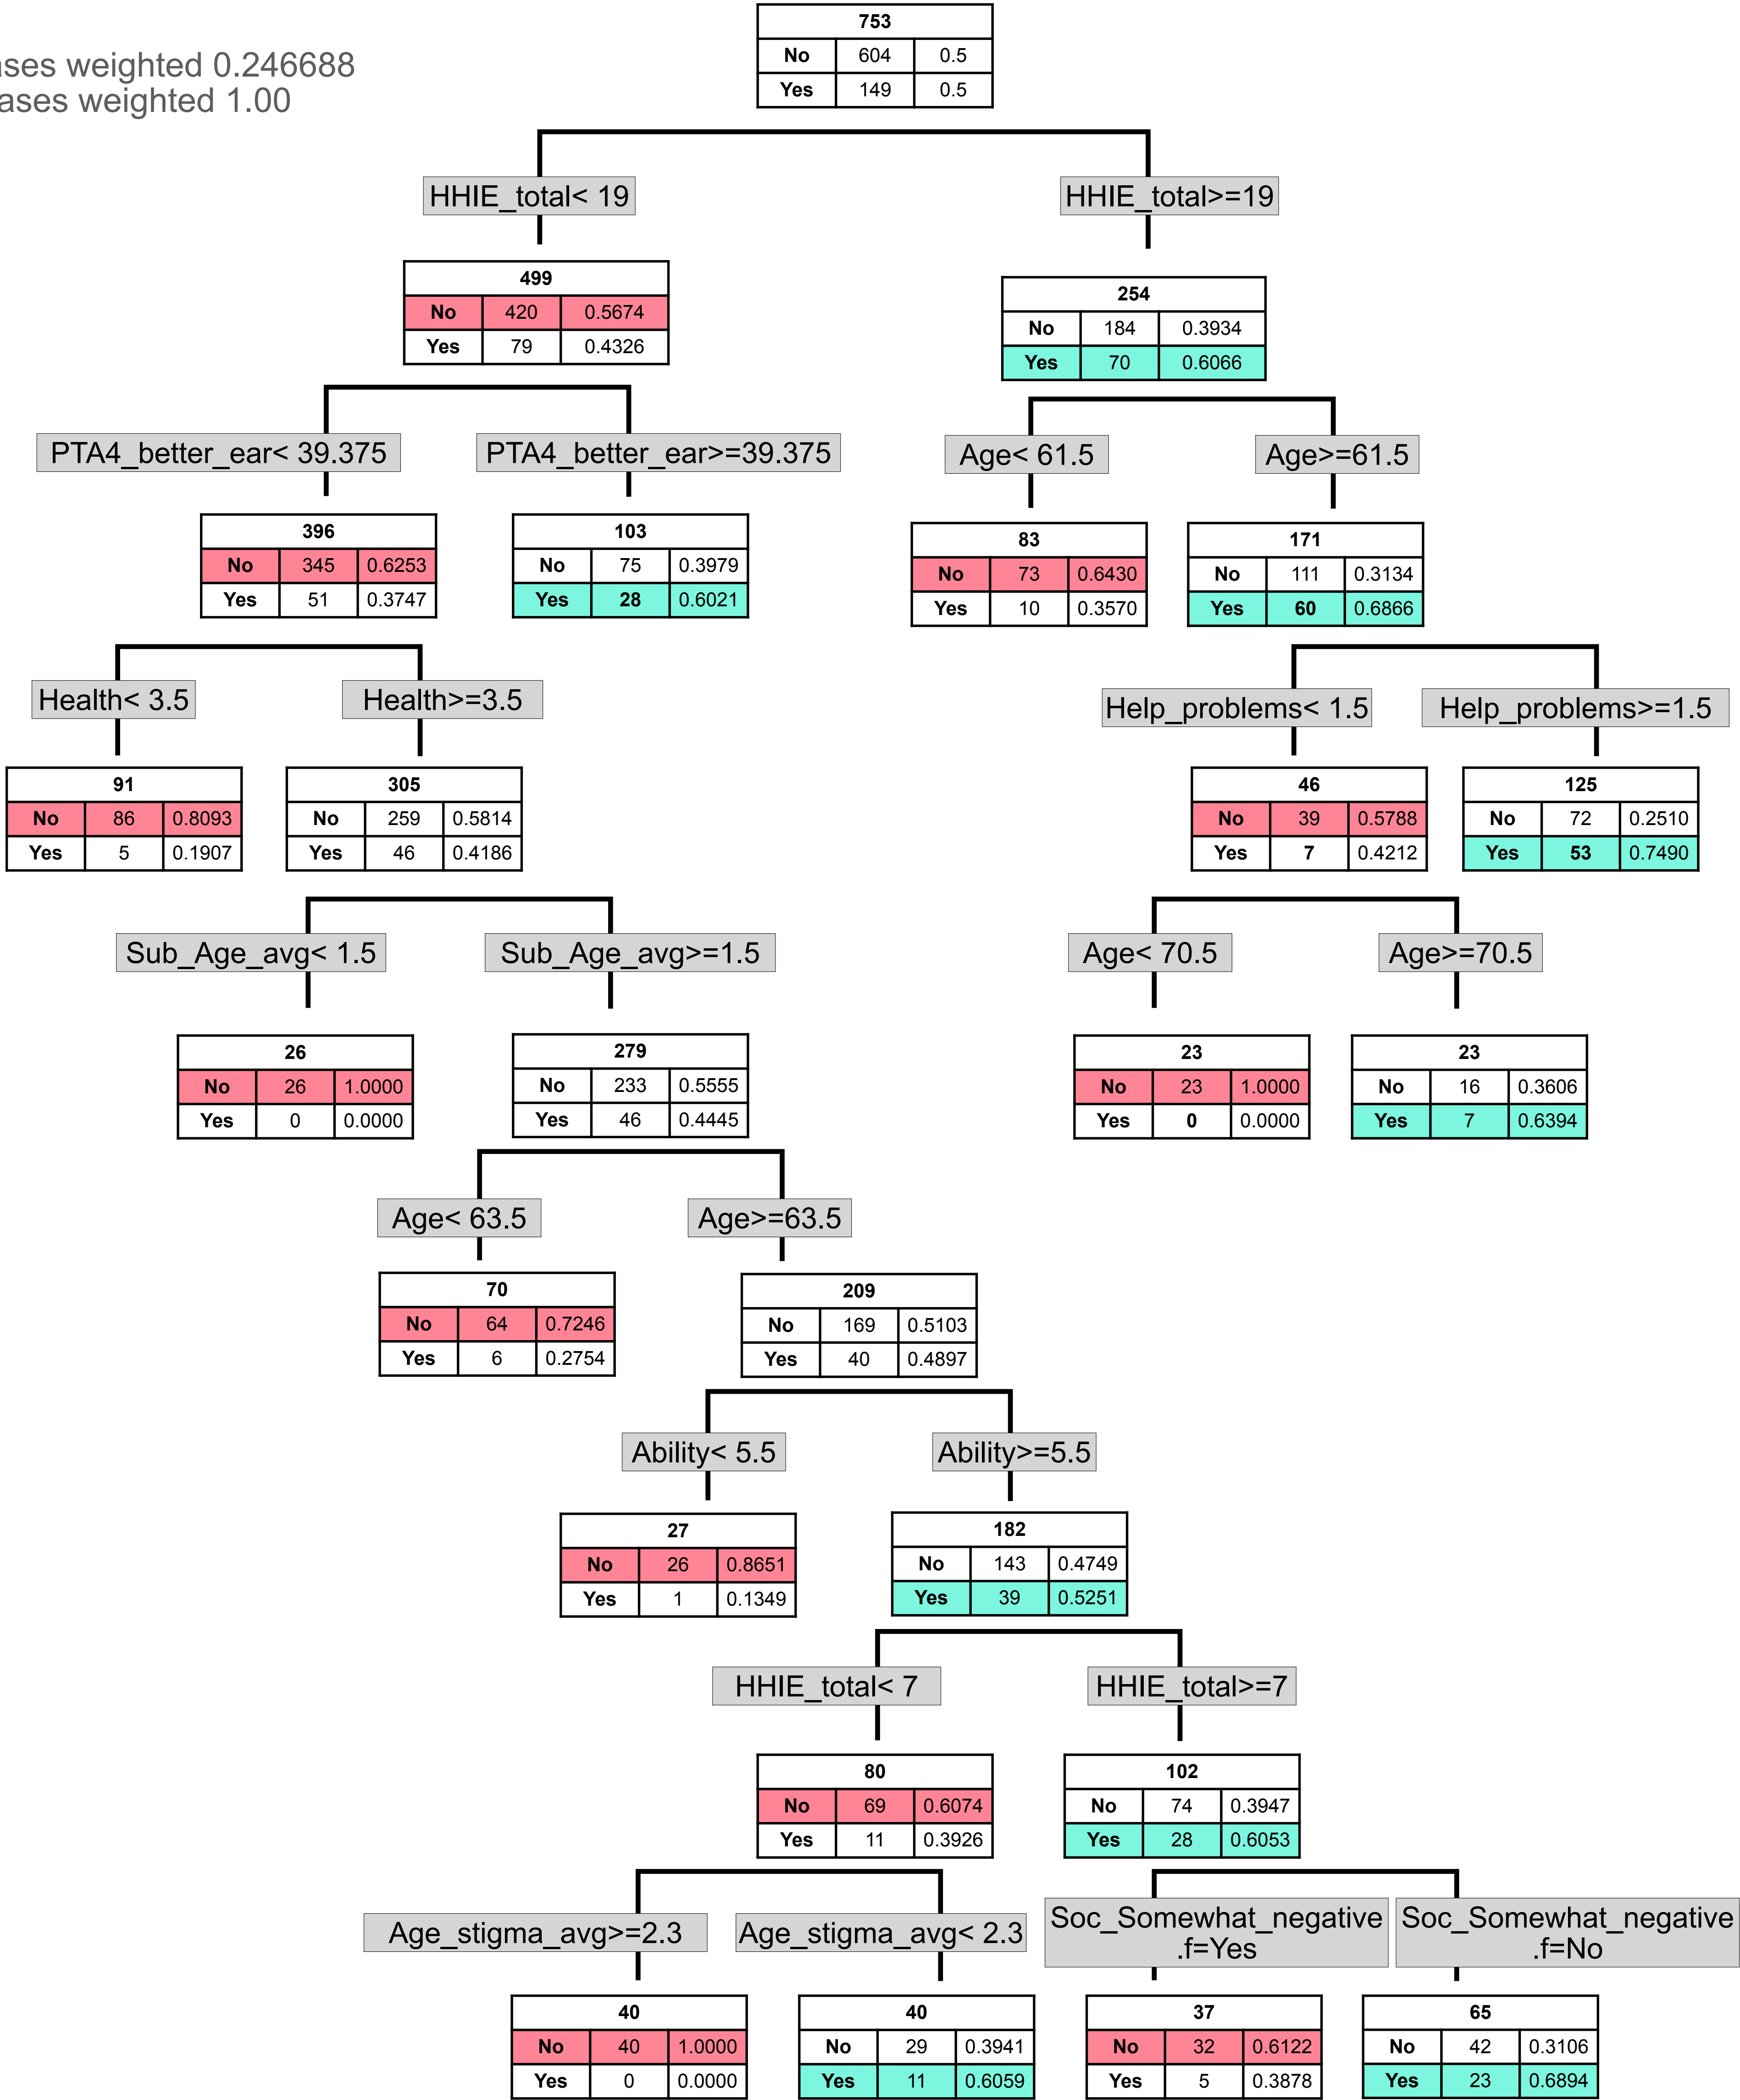 753
No 604 0.5
ases weighted 0.246688
Yes 149 0.5
ases weighted 1.00
HHIE_total< 19 HHIE_total>=19
499
No 420 0.5674
Yes 79 0.4326
254
No 184 0.3934
Yes 70 0.6066
PTA4_better_ear< 39.375 PTA4_better_ear>=39.375 Age< 61.5 Age>=61.5
396
No 345 0.6253
Yes 51 0.3747
103
No 75 0.3979
Yes 28 0.6021
83
No 73 0.6430
Yes 10 0.3570
171
No 111 0.3134
Yes 60 0.6866
Health< 3.5 Health>=3.5 Help_problems< 1.5 Help_problems>=1.5
91
No 86 0.8093
Yes 5 0.1907
305
No 259 0.5814
Yes 46 0.4186
46
No 39 0.5788
Yes 7 0.4212
125
No 72 0.2510
Yes 53 0.7490
Sub_Age_avg< 1.5 Sub_Age_avg>=1.5 Age< 70.5 Age>=70.5
26
No 26 1.0000
Yes 0 0.0000
279
No 233 0.5555
Yes 46 0.4445
23
No 23 1.0000
Yes 0 0.0000
23
No 16 0.3606
Yes 7 0.6394
Age< 63.5 Age>=63.5
70
No 64 0.7246
Yes 6 0.2754
209
No 169 0.5103
Yes 40 0.4897
Ability< 5.5 Ability>=5.5
27
No 26 0.8651
Yes 1 0.1349
182
No 143 0.4749
Yes 39 0.5251
HHIE_total< 7 HHIE_total>=7
80
No 69 0.6074
Yes 11 0.3926
102
No 74 0.3947
Yes 28 0.6053
Age_stigma_avg>=2.3 Age_stigma_avg< 2.3
Soc_Somewhat_negative
.f=Yes
Soc_Somewhat_negative
.f=No
40
No 40 1.0000
Yes 0 0.0000
40
No 29 0.3941
Yes 11 0.6059
37
No 32 0.6122
Yes 5 0.3878
65
No 42 0.3106
Yes 23 0.6894